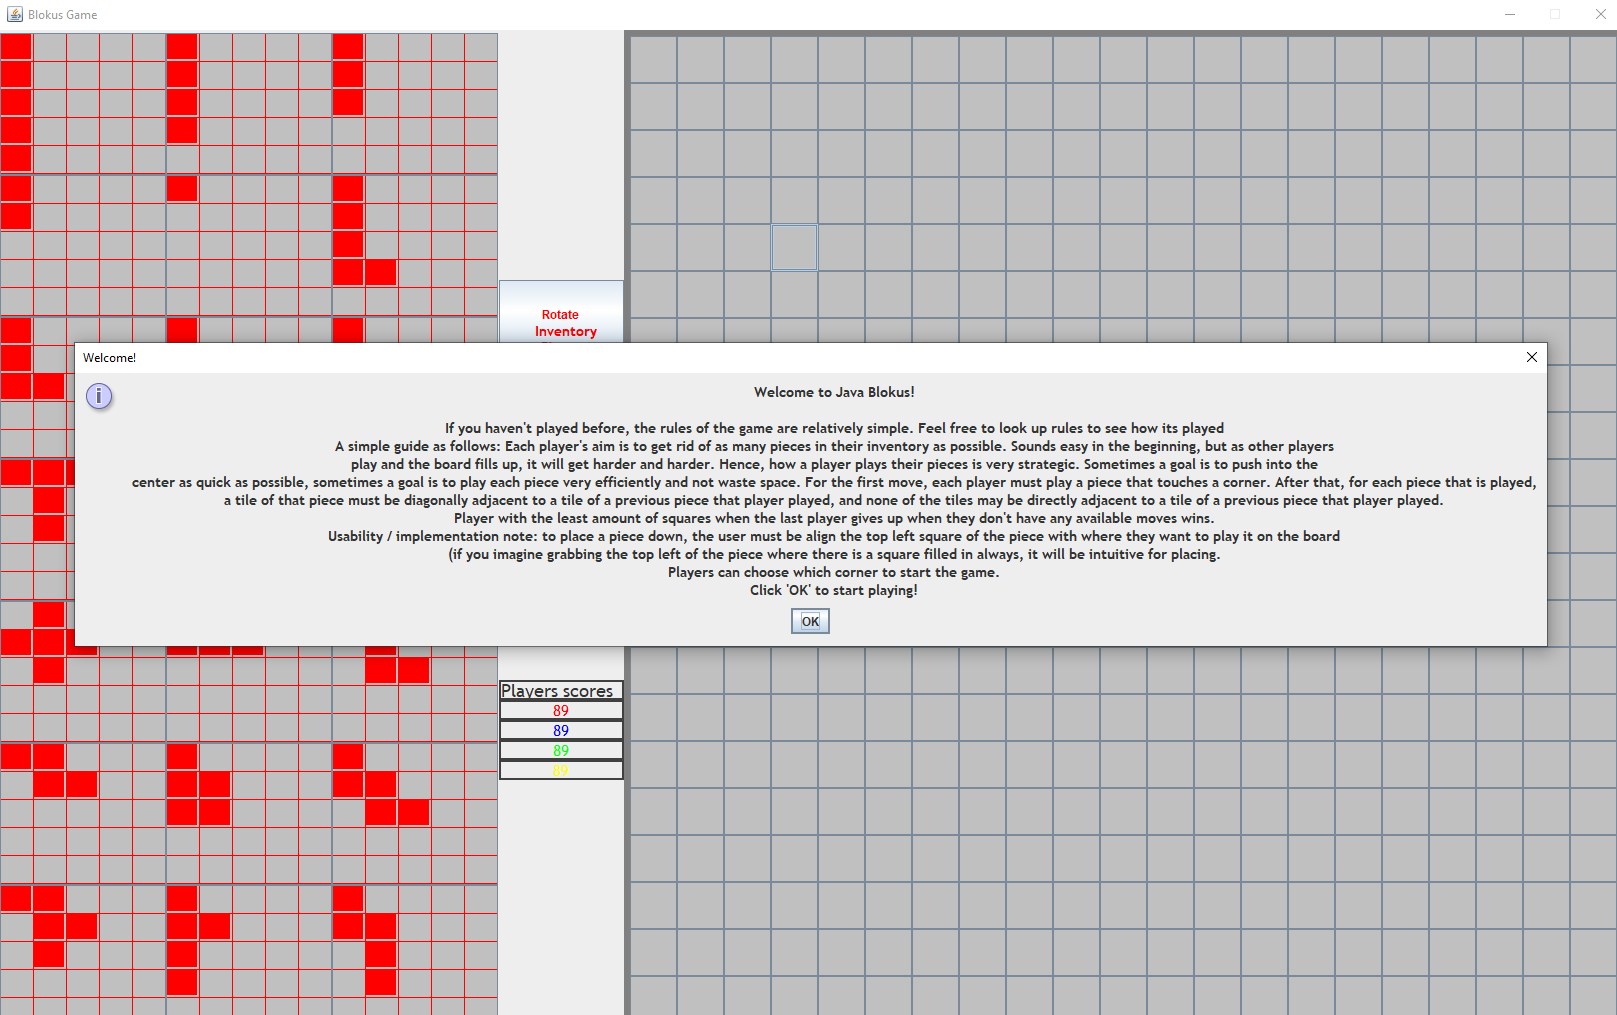 Blokus Game
Rotate
Inventory
Welcome!
Welcome to Java Blokus!
If you haven't played before, the rules of the game are relatively simple. Feel free to look up rules to see how its played
A simple guide as follows: Each player's aim is to get rid of as many pieces in their inventory as possible. Sounds easy in the beginning, but as other players
play and the board fills up, it will get harder and harder. Hence, how a player plays their pieces is very strategic. Sometimes a goal is to push into the
center as quick as possible, sometimes a goal is to play each piece very efficiently and not waste space. For the first move, each player must play a piece that touches a corner. After that, for each piece that is played,
a tile of that piece must be diagonally adjacent to a tile of a previous piece that player played, and none of the tiles may be directly adjacent to a tile of a previous piece that player played.
Player with the least amount of squares when the last player gives up when they don't have any available moves wins.
Usability / implementation note: to place a piece down, the user must be align the top left square of the piece with where they want to play it on the board
(if you imagine grabbing the top left of the piece where there is a square filled in always, it will be intuitive for placing.
Players can choose which corner to start the game.
Click 'OK' to start playing!
OK
Players scores
89
89
89
89